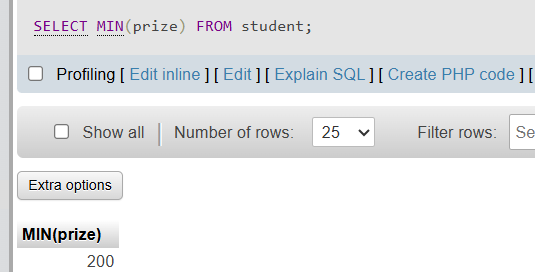 SELECT MIN(prize) FROM student;
Profiling [ Edit inline ] [ Edit ] [ Explain SQL ] [ Create PHP code ] [
Show all Number of rows: 25 Filter rows: Se
Extra options
MIN(prize)
200